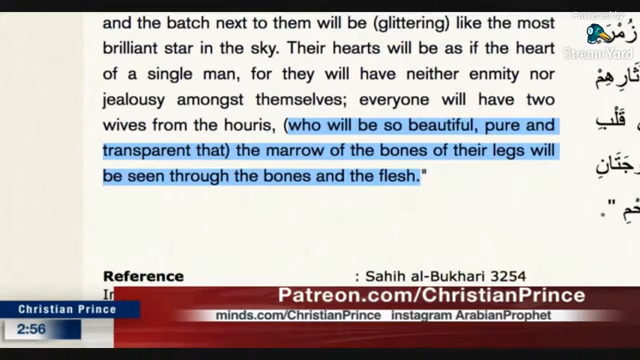 and the batch next to them will be (glittering) like the most
brilliant star in the sky. Their hearts will be as if the heart
of a single man, for they will have neither enmity nor
jealousy amongst themselves; everyone will have two
wives from the houris, (who will be so beautiful, pure and
transparent that) the marrow of the bones of their legs will
be seen through the bones and the flesh."
Powered by
StreamYard
قَلْبِ
Reference : Sahih al-Bukhari 3254
In
Patreon.com/ChristianPrince
Christian Prince
minds.com/ChristianPrince instagram ArabianProphet
2:56